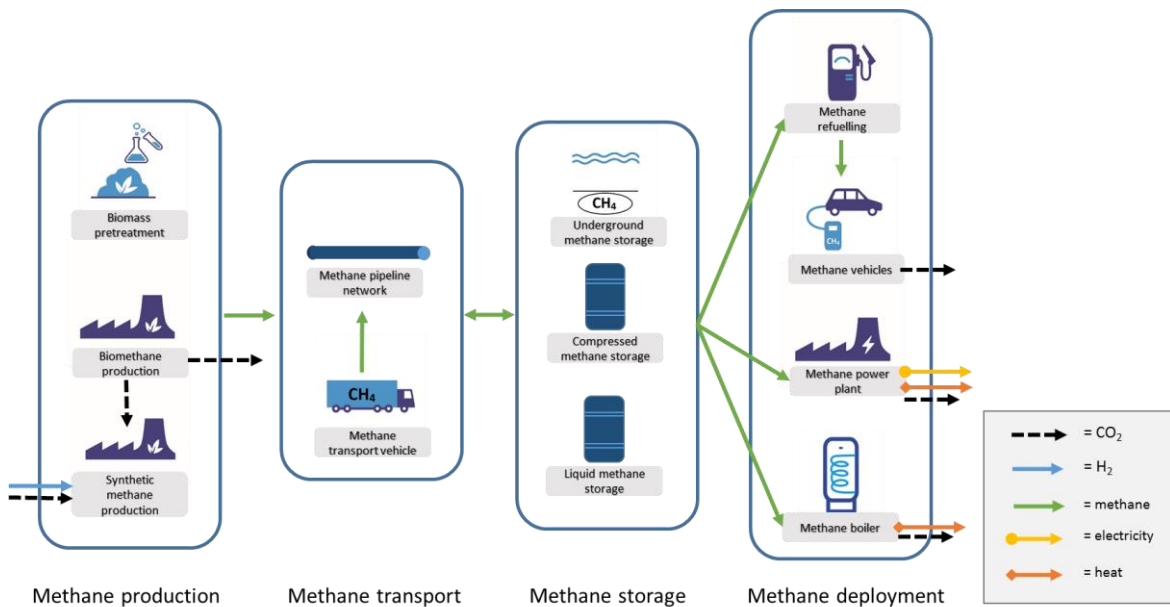 Biomass
pretreatment
Biomethane
production
Synthetic
methane
production
Methane production
Methane pipeline
network
CH₄
Methane
transport vehicle
Methane transport
CH₄
Underground
methane storage
Compressed
methane storage
Liquid methane
storage
Methane storage
Methane
refuelling
CH₄
Methane vehicles
Methane power
plant
Methane boiler
Methane deployment
= CO₂
= H₂
= methane
= electricity
= heat